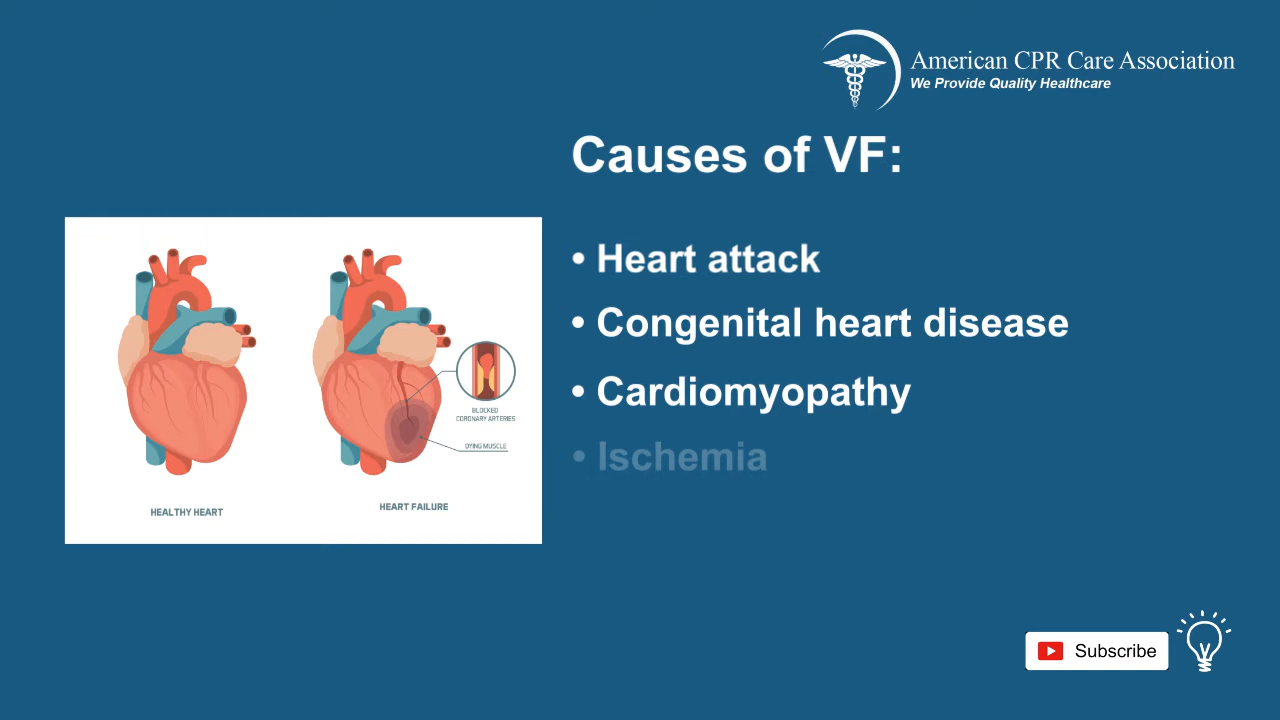 American CPR Care Association
We Provide Quality Healthcare
Causes of VF:
• Heart attack
• Congenital heart disease
• Cardiomyopathy
• Ischemia
BLOCKED
CORONARY ARTERIES
DYING MUSCLE
HEALTHY HEART
HEART FAILURE
Subscribe